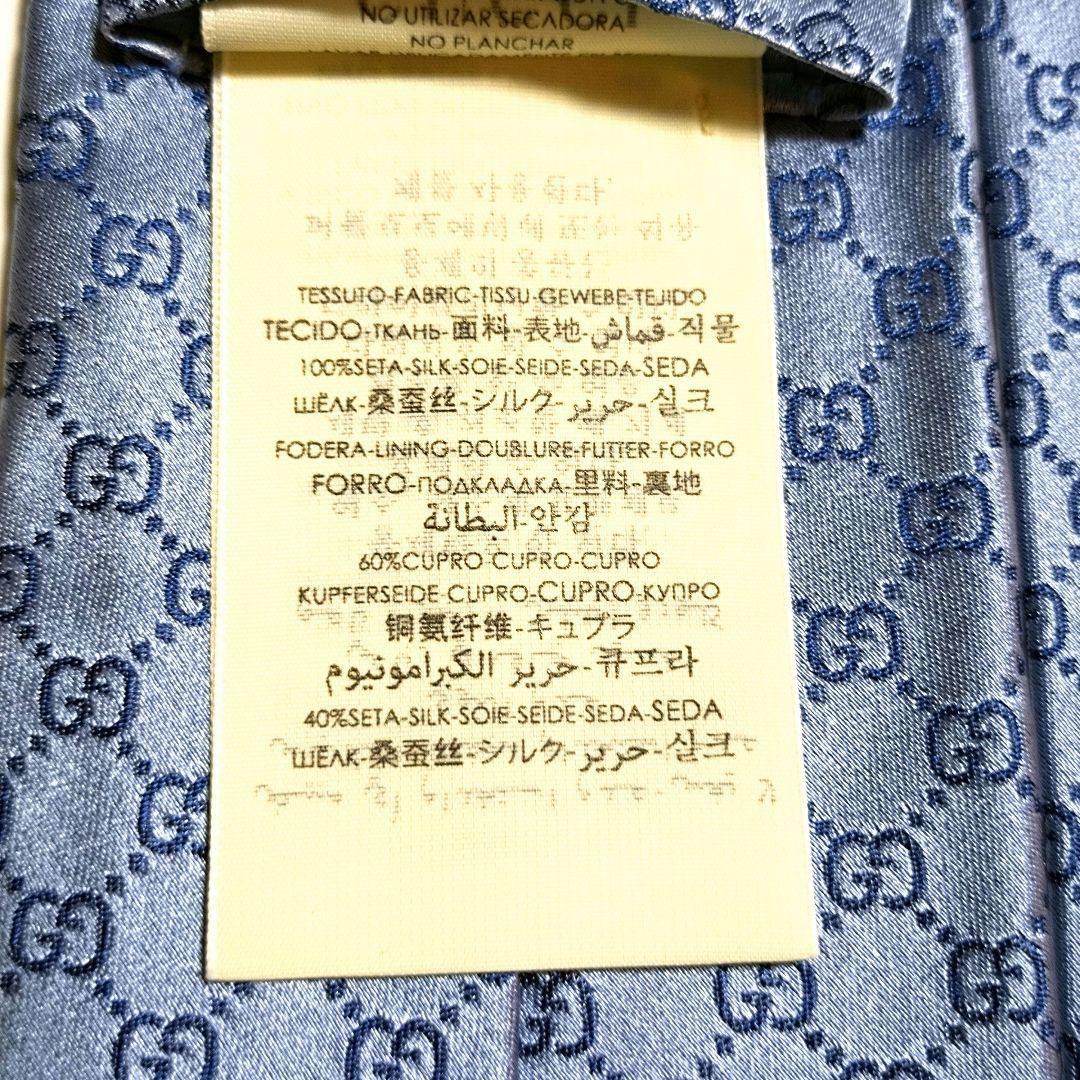 NO UTILIZAR SECADORA
NO PLANCHAR
TESSUTO-FABRIC-TISSU-GEWEBE-TEJIDO
TECIDO-ТКАНЬ-面料-表地-قماش-직물
100%SETA-SILK-SOIE-SEIDE-SEDA-SEDA
ШЁЛК-桑蚕丝-シルク-حرير-실크
FODERA-LINING-DOUBLURE-FUTTER-FORRO
FORRO-ПОДКЛАДКА-里料-裏地
البطانة-안감
60%CUPRO-CUPRO-CUPRO
KUPFERSEIDE-CUPRO-CUPRO-КУПРО
铜氨纤维-キュプラ
حرير الكبرامونيوم-큐프라
40%SETA-SILK-SOIE-SEIDE-SEDA-SEDA
ШЁЛК-桑蚕丝-シルク-حرير-실크